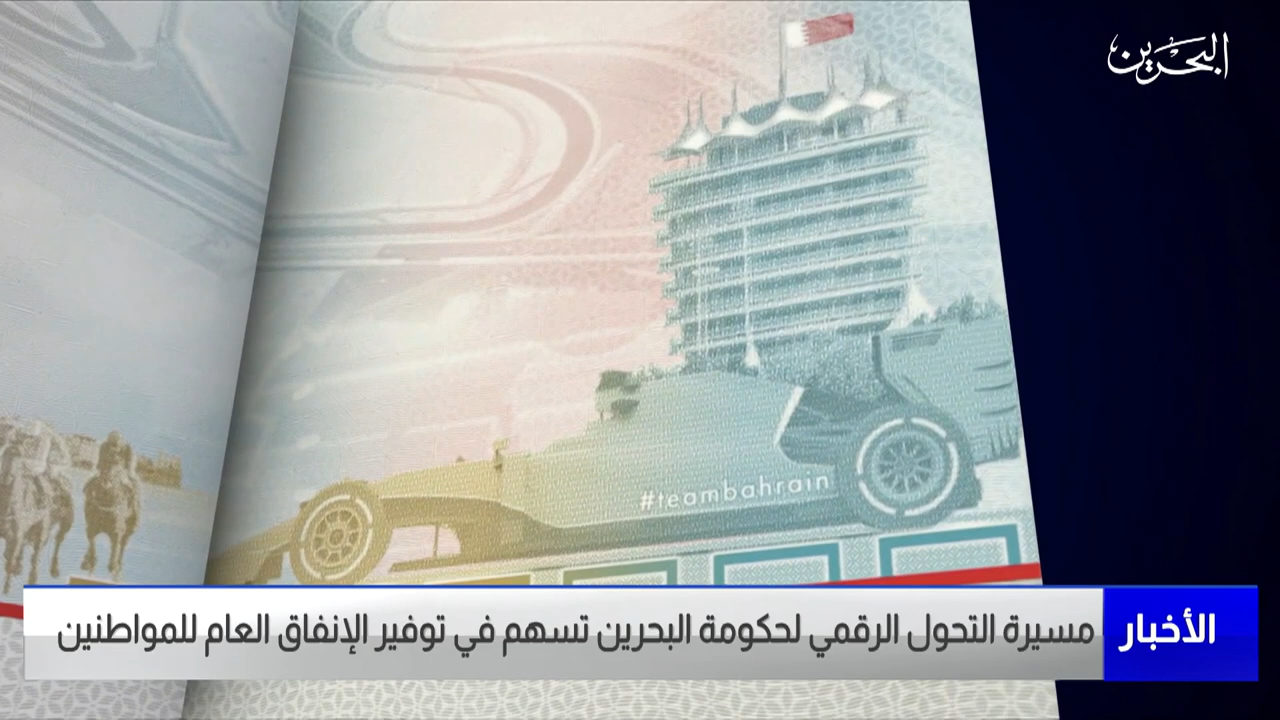 البحرين
#teambahrain
الأخبار
مسيرة التحول الرقمي لحكومة البحرين تسهم في توفير الإنفاق العام للمواطنين